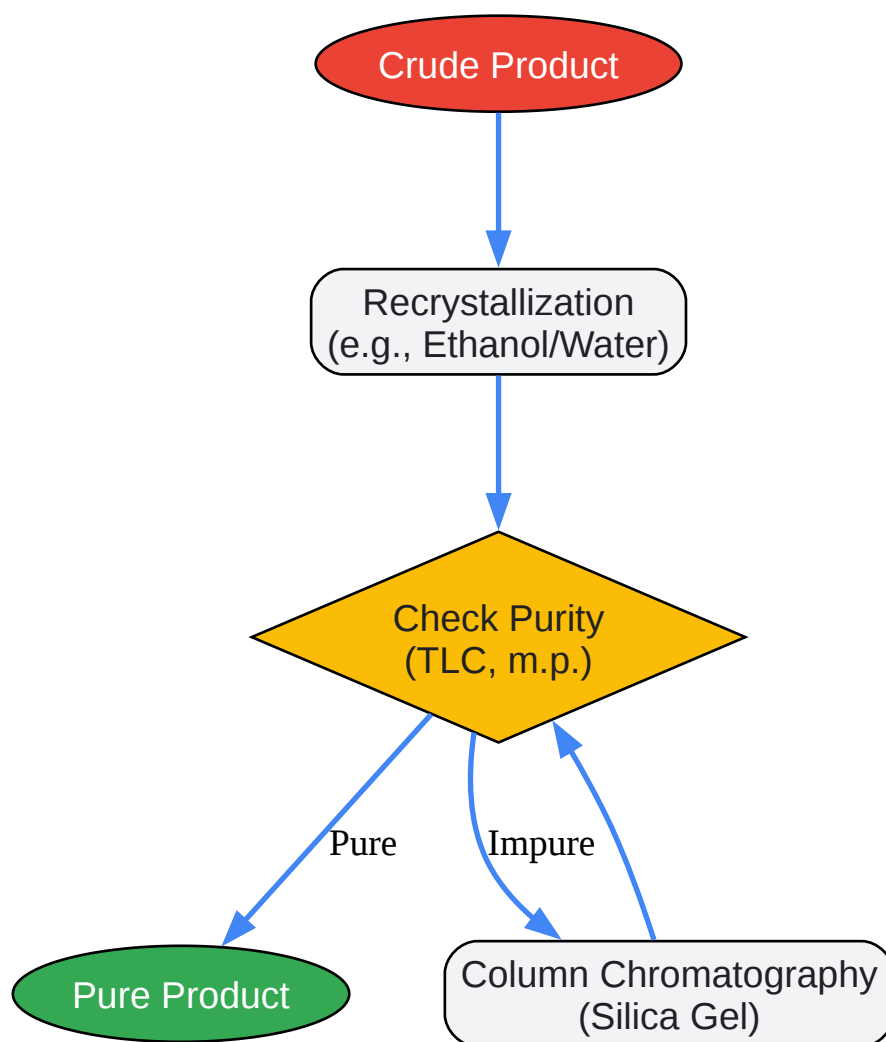 Crude Product
Recrystallization
(e.g., Ethanol/Water)
Check Purity
(TLC, m.p.)
Pure
Impure
Pure Product
Column Chromatography
(Silica Gel)